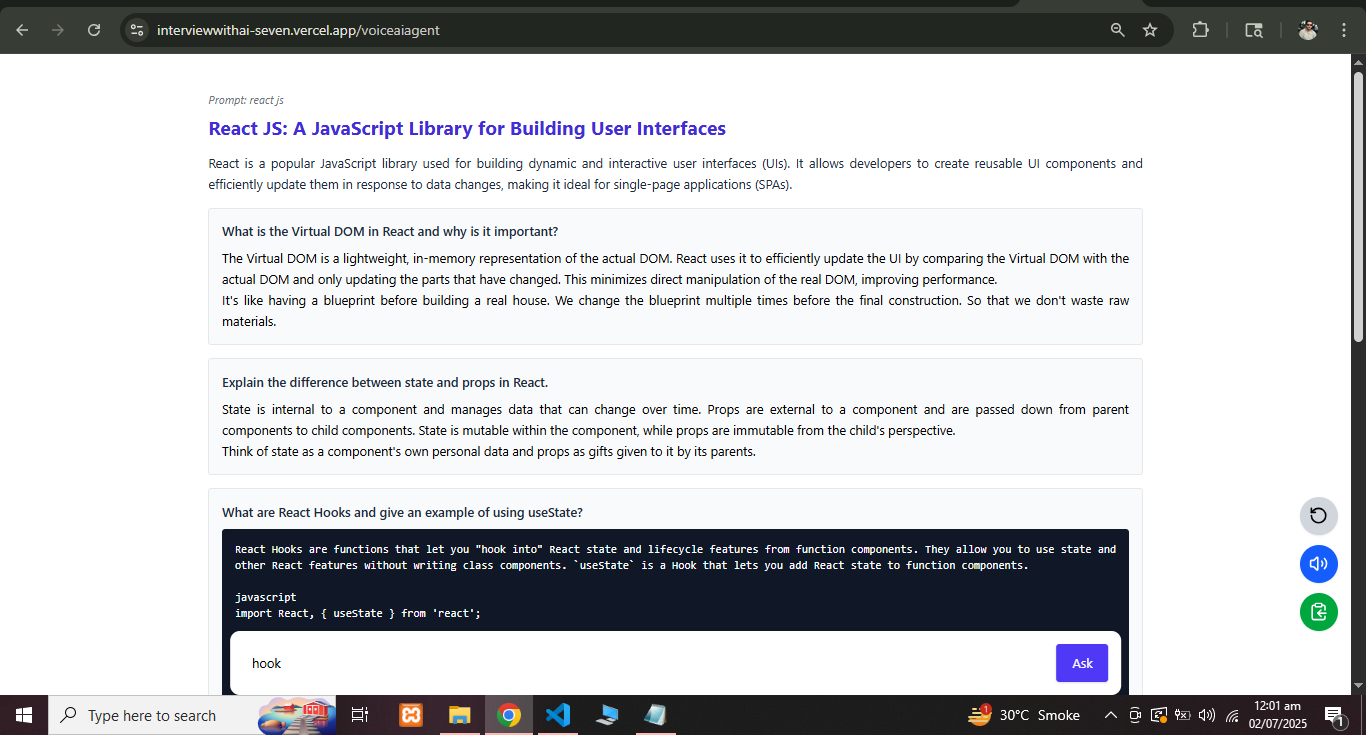 interviewwithai-seven.vercel.app/voiceaiagent
Prompt: react js
React JS: A JavaScript Library for Building User Interfaces
React is a popular JavaScript library used for building dynamic and interactive user interfaces (UIs). It allows developers to create reusable UI components and
efficiently update them in response to data changes, making it ideal for single-page applications (SPAs).
What is the Virtual DOM in React and why is it important?
The Virtual DOM is a lightweight, in-memory representation of the actual DOM. React uses it to efficiently update the UI by comparing the Virtual DOM with the
actual DOM and only updating the parts that have changed. This minimizes direct manipulation of the real DOM, improving performance.
It's like having a blueprint before building a real house. We change the blueprint multiple times before the final construction. So that we don't waste raw
materials.
Explain the difference between state and props in React.
State is internal to a component and manages data that can change over time. Props are external to a component and are passed down from parent
components to child components. State is mutable within the component, while props are immutable from the child's perspective.
Think of state as a component's own personal data and props as gifts given to it by its parents.
What are React Hooks and give an example of using useState?
React Hooks are functions that let you "hook into" React state and lifecycle features from function components. They allow you to use state and
other React features without writing class components. `useState` is a Hook that lets you add React state to function components.
javascript
import React, { useState } from 'react';
hook
Ask
Type here to search
1
30°C Smoke
12:01 am
02/07/2025
1